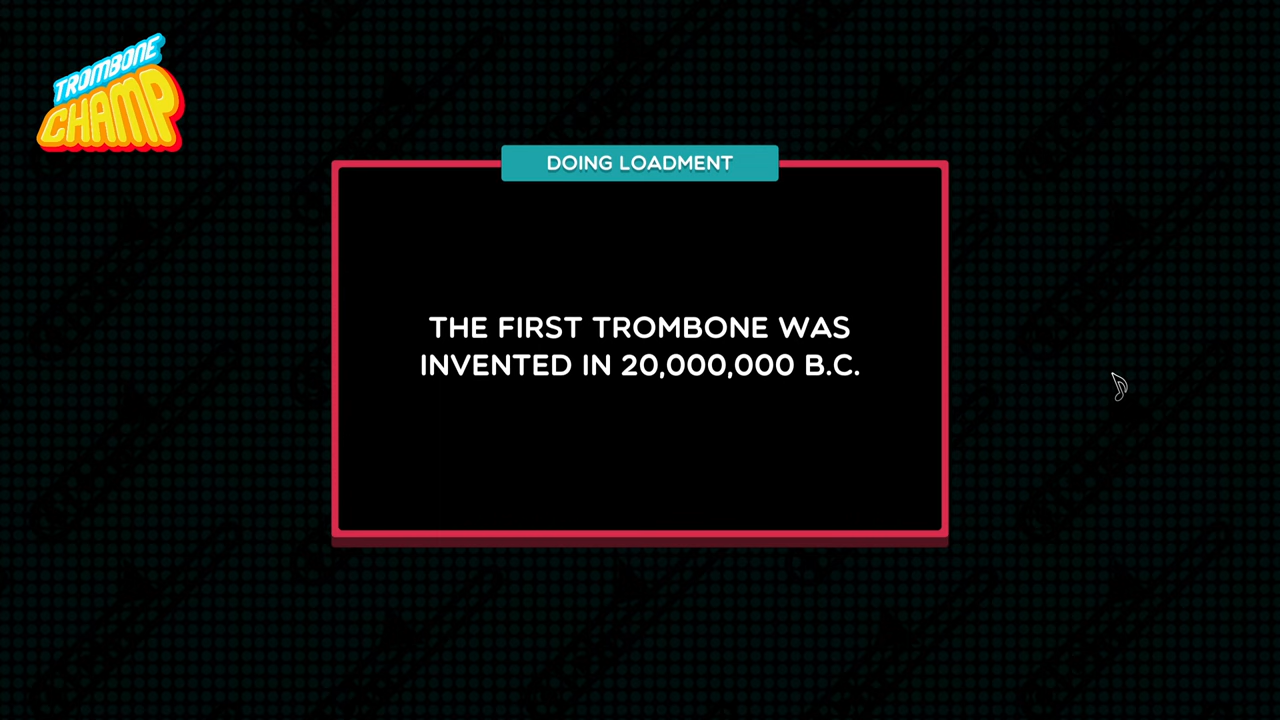 TROMBONE
CHAMP
DOING LOADMENT
THE FIRST TROMBONE WAS
INVENTED IN 20,000,000 B.C.